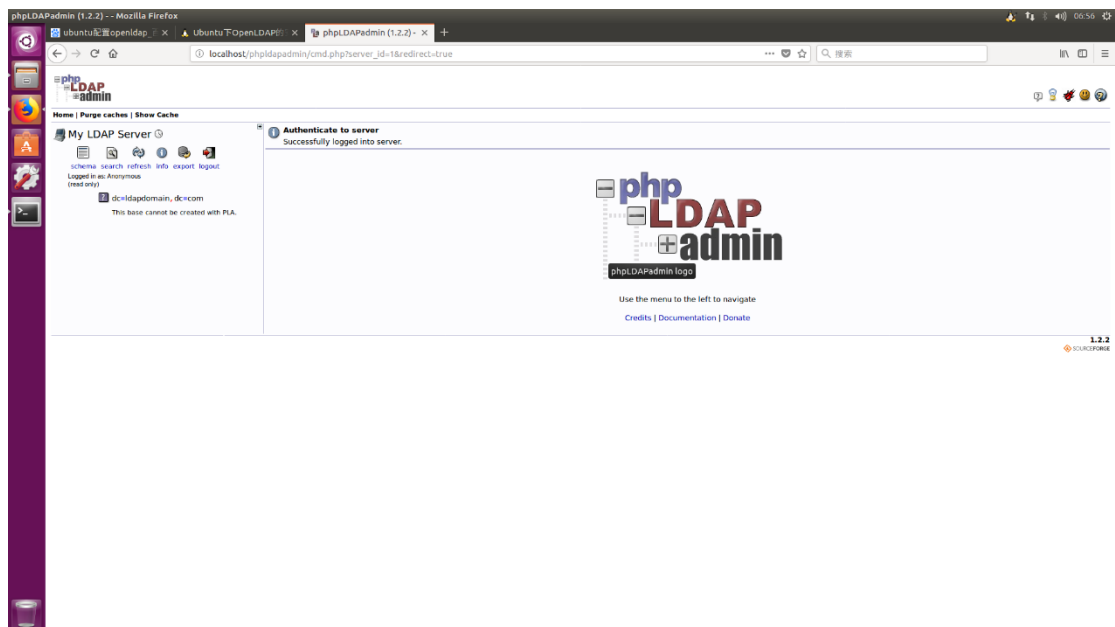 phpLDAPadmin (1.2.2) - - Mozilla Firefox
06:56
ubuntu配置openldap_
Ubuntu下OpenLDAP的
phpLDAPadmin (1.2.2) -
localhost/phpldapadmin/cmd.php?server_id=1&redirect=true
搜索
php
LDAP
admin
Home | Purge caches | Show Cache
My LDAP Server
schema search refresh info export logout
Logged in as: Anonymous
(read only)
dc=ldapdomain, dc=com
This base cannot be created with PLA.
Authenticate to server
Successfully logged into server.
php
LDAP
admin
phpLDAPadmin logo
Use the menu to the left to navigate
Credits | Documentation | Donate
1.2.2
SOURCEFORGE